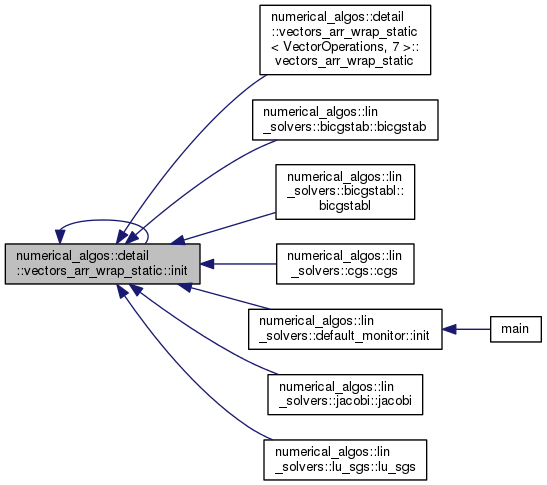 numerical_algos::detail
::vectors_arr_wrap_static
< VectorOperations, 7 >::
vectors_arr_wrap_static
numerical_algos::lin
_solvers::bicgstab::bicgstab
numerical_algos::lin
_solvers::bicgstabl::
bicgstabl
numerical_algos::detail
::vectors_arr_wrap_static::init
numerical_algos::lin
_solvers::cgs::cgs
numerical_algos::lin
_solvers::default_monitor::init
main
numerical_algos::lin
_solvers::jacobi::jacobi
numerical_algos::lin
_solvers::lu_sgs::lu_sgs